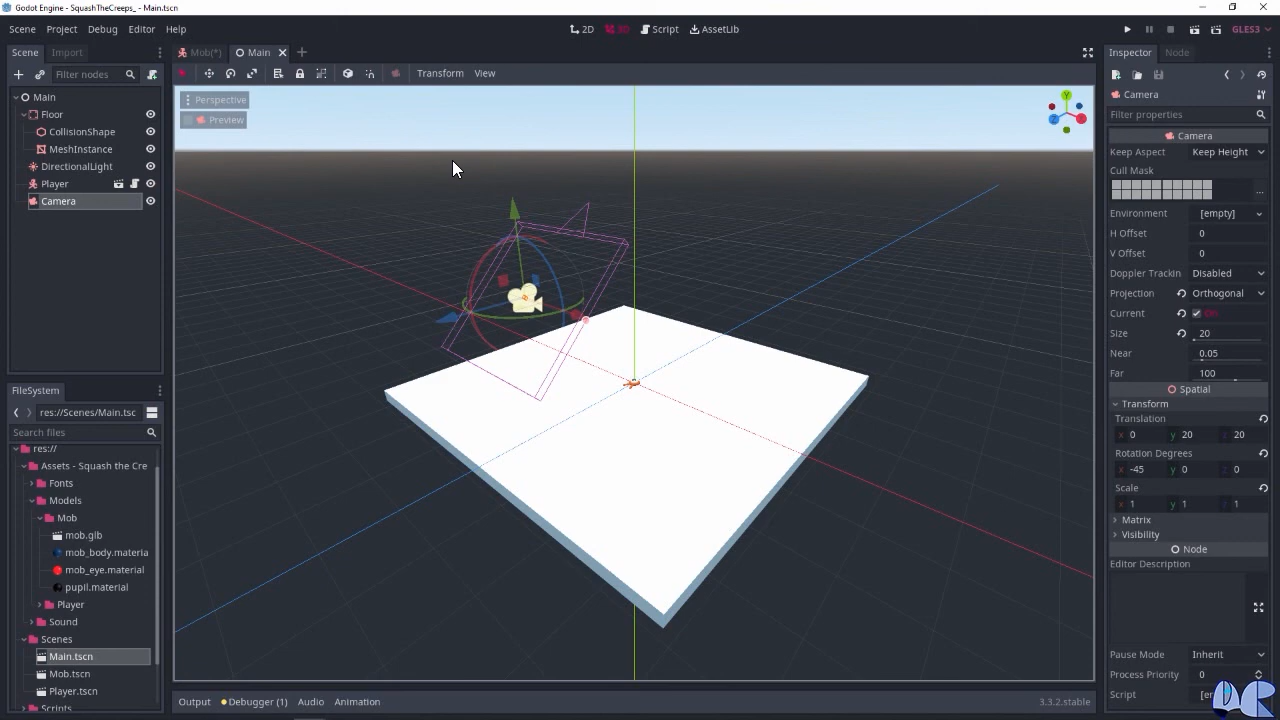 Godot Engine - SquashTheCreeps_ - Main.tscn
Scene Project Debug Editor Help
2D 3D Script AssetLib
GLES3
Scene Import
Filter nodes
Main
Floor
CollisionShape
MeshInstance
DirectionalLight
Player
Camera
FileSystem
res://Scenes/Main.tsc
Search files
res://
Assets - Squash the Cre
Fonts
Models
Mob
mob.glb
mob_body.materia
mob_eye.material
pupil.material
Player
Sound
Scenes
Main.tscn
Mob.tscn
Player.tscn
Scripts
Mob(*) Main
Transform View
Perspective
Preview
Y
X
Z
Output Debugger (1) Audio Animation 3.3.2.stable
Inspector Node
Camera
Filter properties
Camera
Keep Aspect Keep Height
Cull Mask
...
Environment [empty]
H Offset 0
V Offset 0
Doppler Trackin Disabled
Projection Orthogonal
Current On
Size 20
Near 0.05
Far 100
Spatial
Transform
Translation
x 0 y 20 z 20
Rotation Degrees
x -45 y 0 z 0
Scale
x 1 y 1 z 1
Matrix
Visibility
Node
Editor Description
Pause Mode Inherit
Process Priority 0
Script
DR